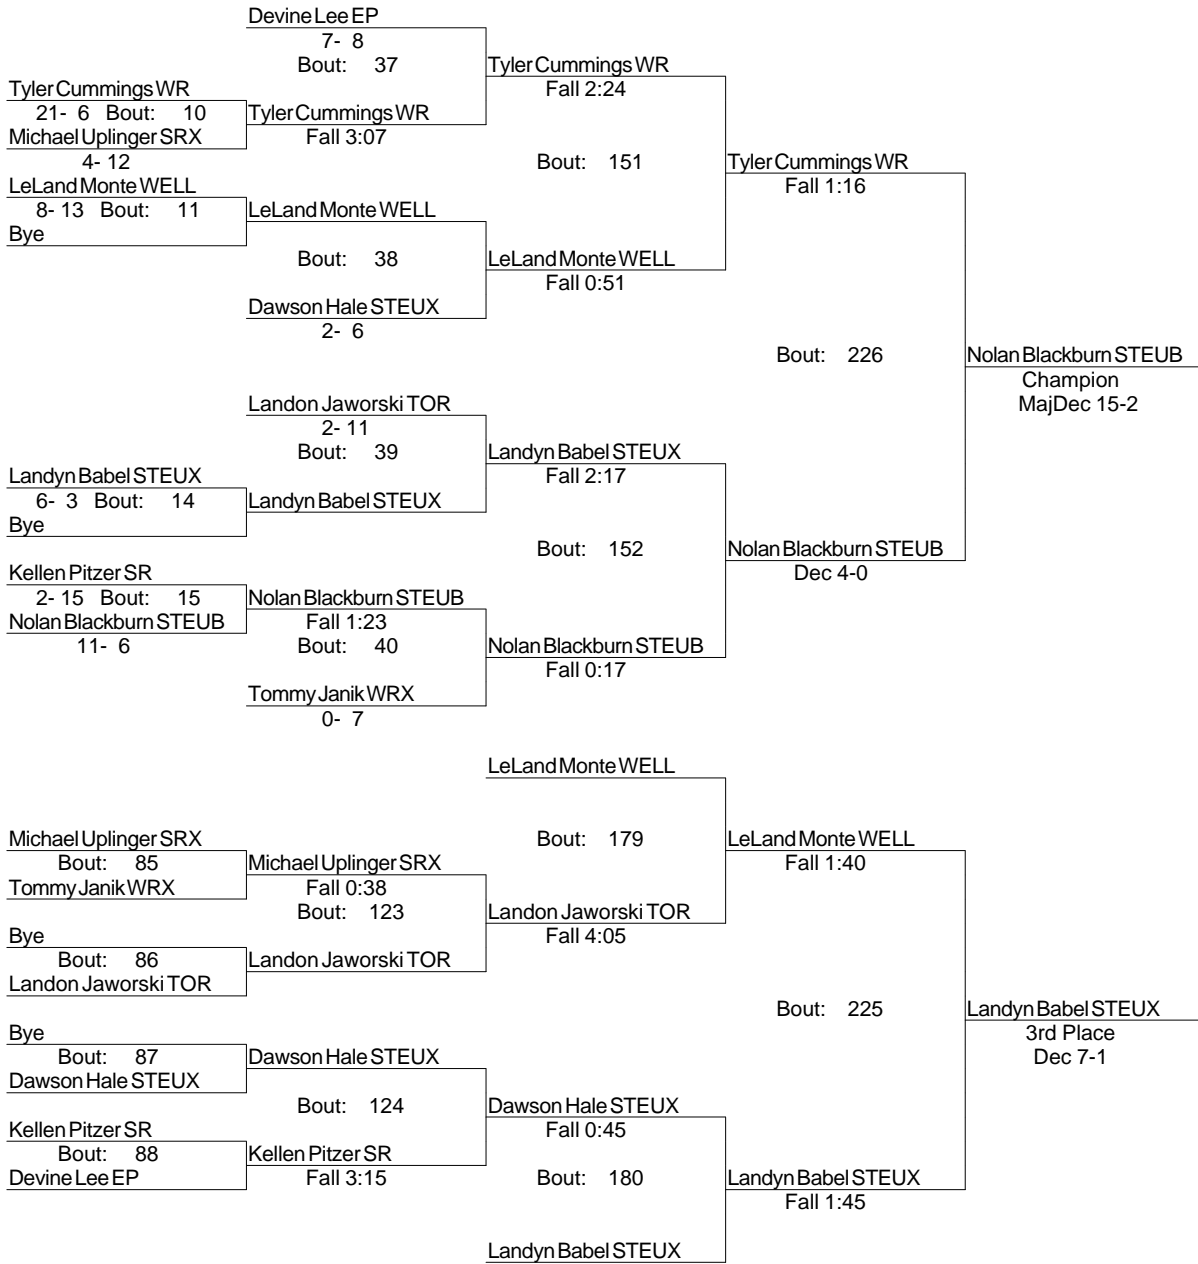 Devine Lee EP
7- 8
Bout: 37
Tyler Cummings WR
Fall 2:24
Tyler Cummings WR
21- 6 Bout: 10
Tyler Cummings WR
Michael Uplinger SRX
Fall 3:07
4- 12
Bout: 151
Tyler Cummings WR
Fall 1:16
LeLand Monte WELL
8- 13 Bout: 11
LeLand Monte WELL
Bye
Bout: 38
LeLand Monte WELL
Fall 0:51
Dawson Hale STEUX
2- 6
Bout: 226
Nolan Blackburn STEUB
Champion
MajDec 15-2
Landon Jaworski TOR
2- 11
Bout: 39
Landyn Babel STEUX
Fall 2:17
Landyn Babel STEUX
6- 3 Bout: 14
Landyn Babel STEUX
Bye
Bout: 152
Nolan Blackburn STEUB
Dec 4-0
Kellen Pitzer SR
2- 15 Bout: 15
Nolan Blackburn STEUB
Nolan Blackburn STEUB
Fall 1:23
11- 6
Bout: 40
Nolan Blackburn STEUB
Fall 0:17
Tommy Janik WRX
0- 7
LeLand Monte WELL
Bout: 179
LeLand Monte WELL
Fall 1:40
Michael Uplinger SRX
Bout: 85
Michael Uplinger SRX
Tommy Janik WRX
Fall 0:38
Bout: 123
Landon Jaworski TOR
Fall 4:05
Bye
Bout: 86
Landon Jaworski TOR
Landon Jaworski TOR
Bout: 225
Landyn Babel STEUX
3rd Place
Dec 7-1
Bye
Bout: 87
Dawson Hale STEUX
Dawson Hale STEUX
Bout: 124
Dawson Hale STEUX
Fall 0:45
Kellen Pitzer SR
Bout: 88
Kellen Pitzer SR
Devine Lee EP
Fall 3:15
Bout: 180
Landyn Babel STEUX
Fall 1:45
Landyn Babel STEUX